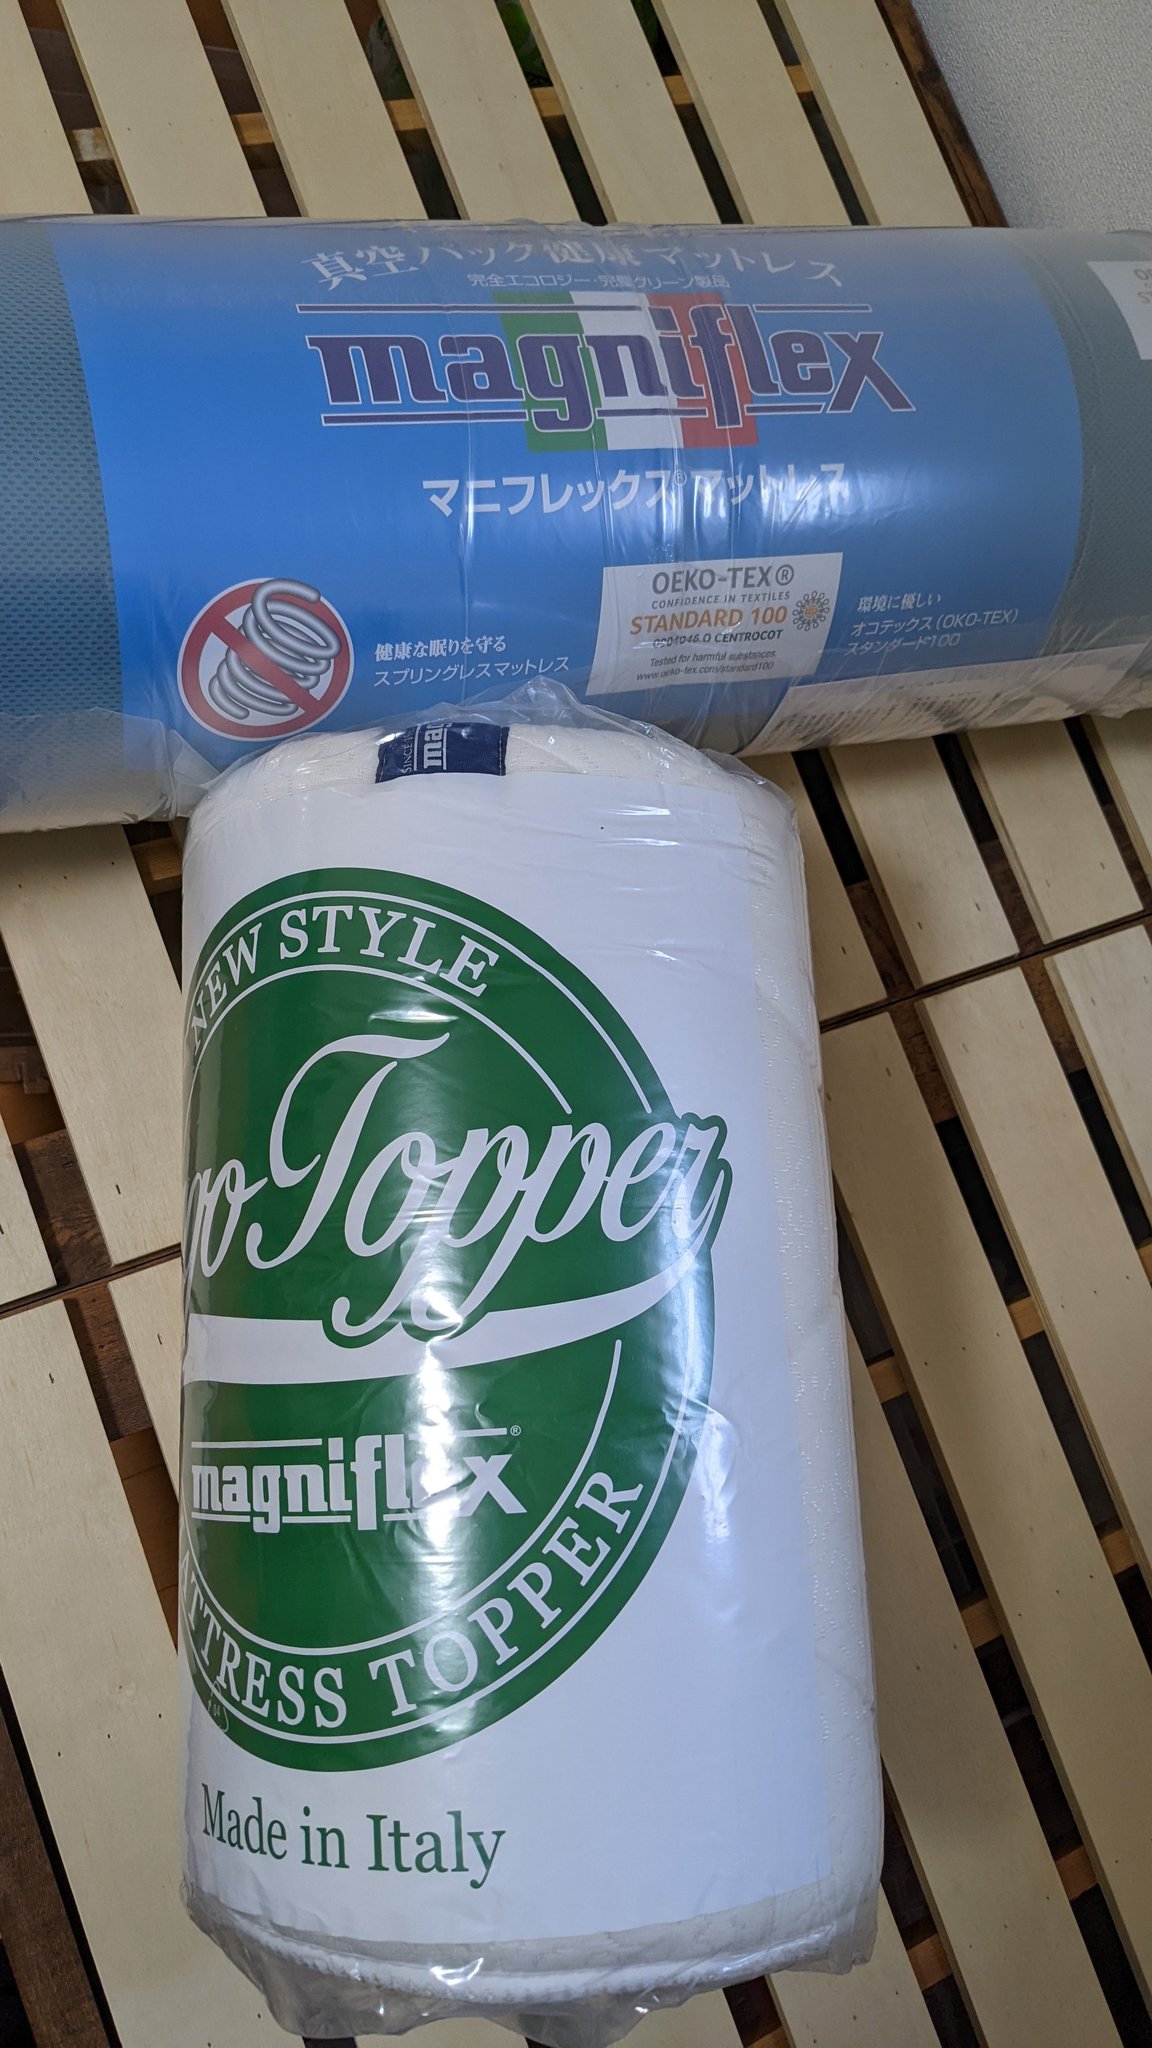 真空パック健康マットレス
完全エコロジー・完璧グリーン製品
magniflex
マニフレックス®マットレス
OEKO-TEX®
CONFIDENCE IN TEXTILES
STANDARD 100
0904046.O CENTROCOT
Tested for harmful substances.
www.oeko-tex.com/standard100
環境に優しい
オコテックス(OKO-TEX)
スタンダード100
健康な眠りを守る
スプリングレスマットレス
SINCE
NEW STYLE
go Topper
magniflex®
ATTRESS TOPPER
Made in Italy